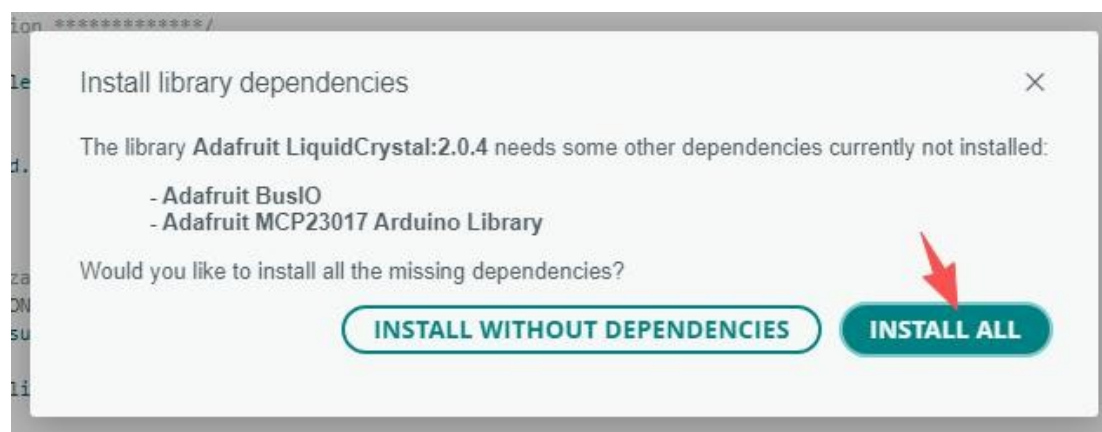 ion *************/
Install library dependencies
The library Adafruit LiquidCrystal:2.0.4 needs some other dependencies currently not installed:
- Adafruit BusIO
- Adafruit MCP23017 Arduino Library
Would you like to install all the missing dependencies?
INSTALL WITHOUT DEPENDENCIES
INSTALL ALL